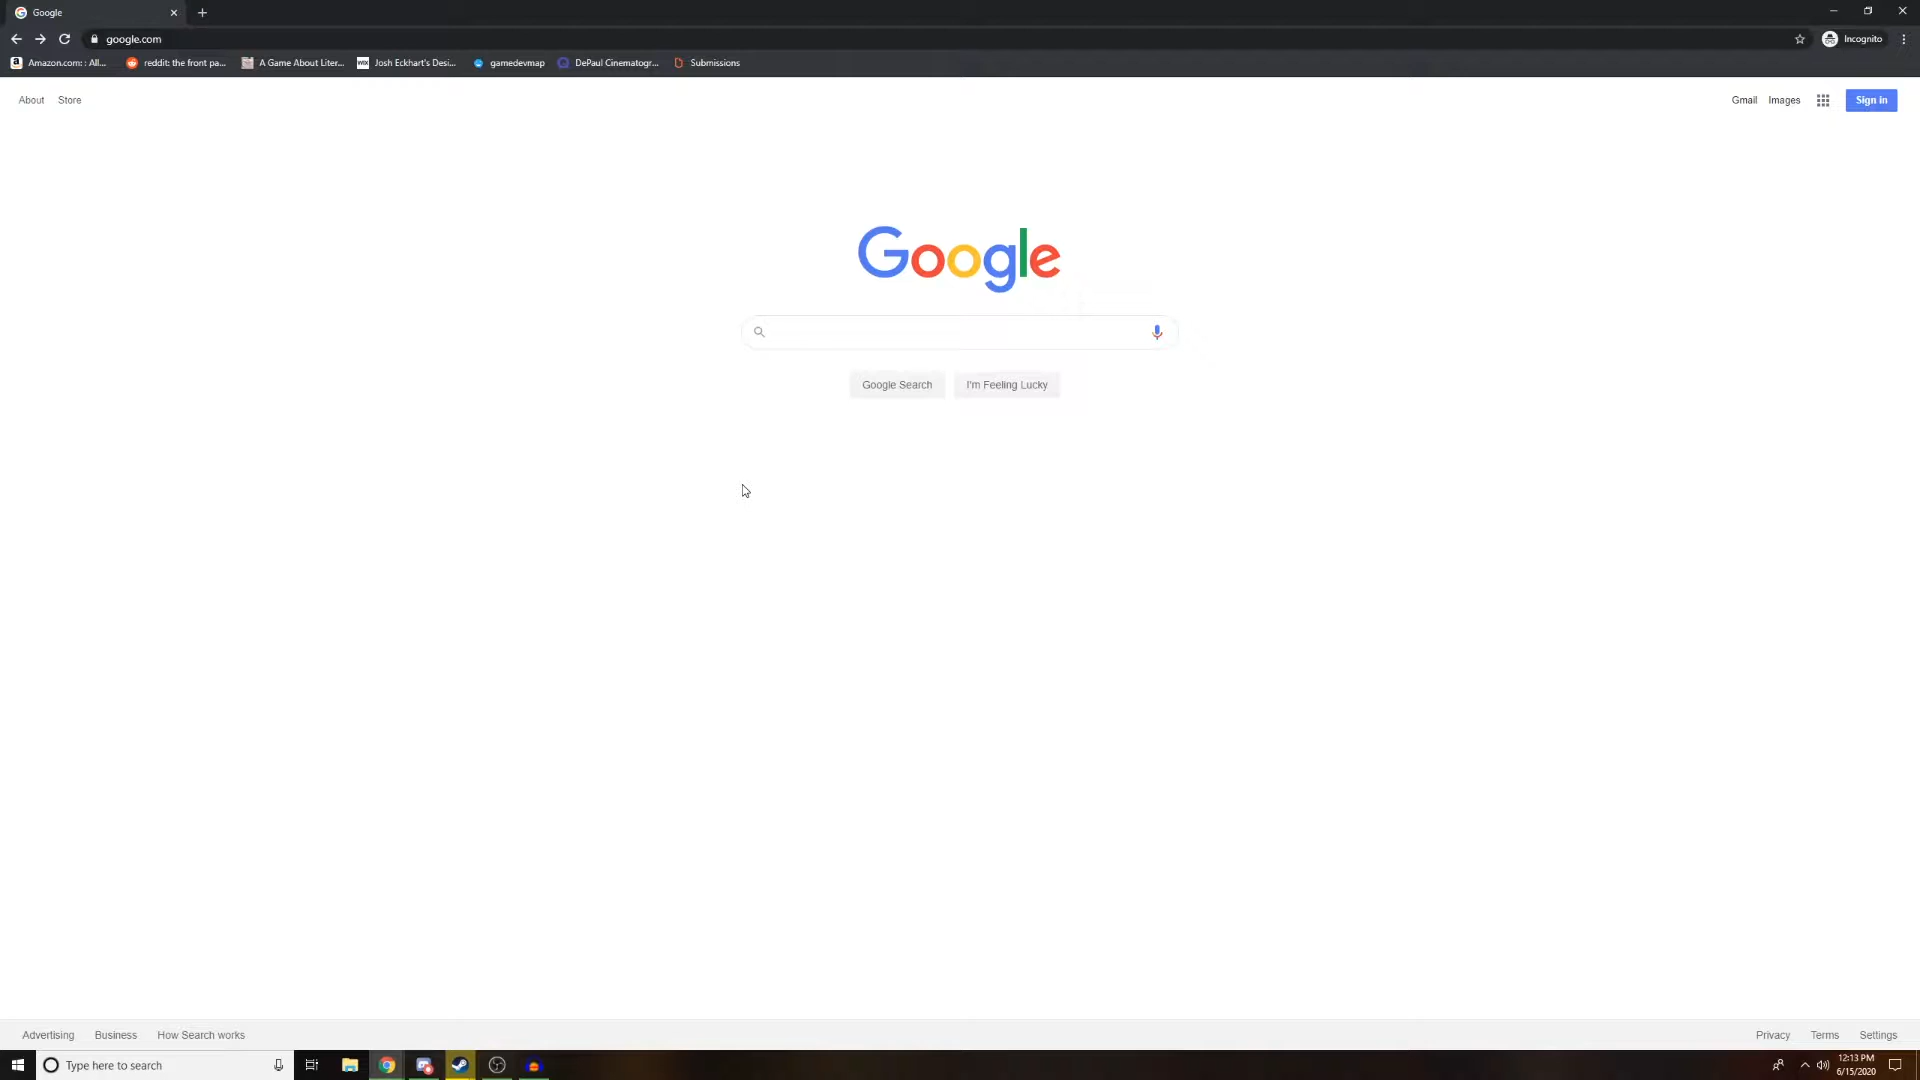 Google
google.com
Incognito
Amazon.com: : All...
reddit: the front pa...
A Game About Liter...
WiX
Josh Eckhart's Desi...
gamedevmap
DePaul Cinematogr...
Submissions
About
Store
Gmail
Images
Sign in
Google
Google Search
I'm Feeling Lucky
Advertising
Business
How Search works
Privacy
Terms
Settings
Type here to search
12:13 PM
6/15/2020